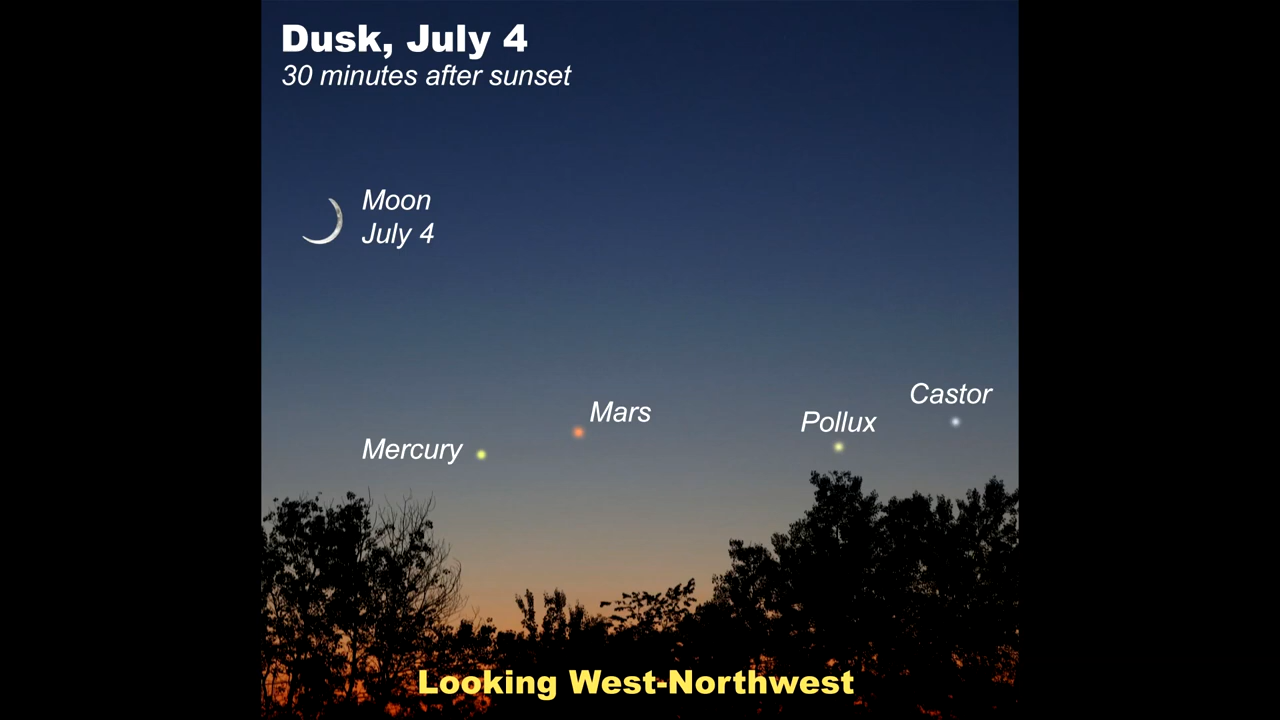 Dusk, July 4
30 minutes after sunset
Moon
July 4
Castor
Mars
Pollux
Mercury
Looking West-Northwest